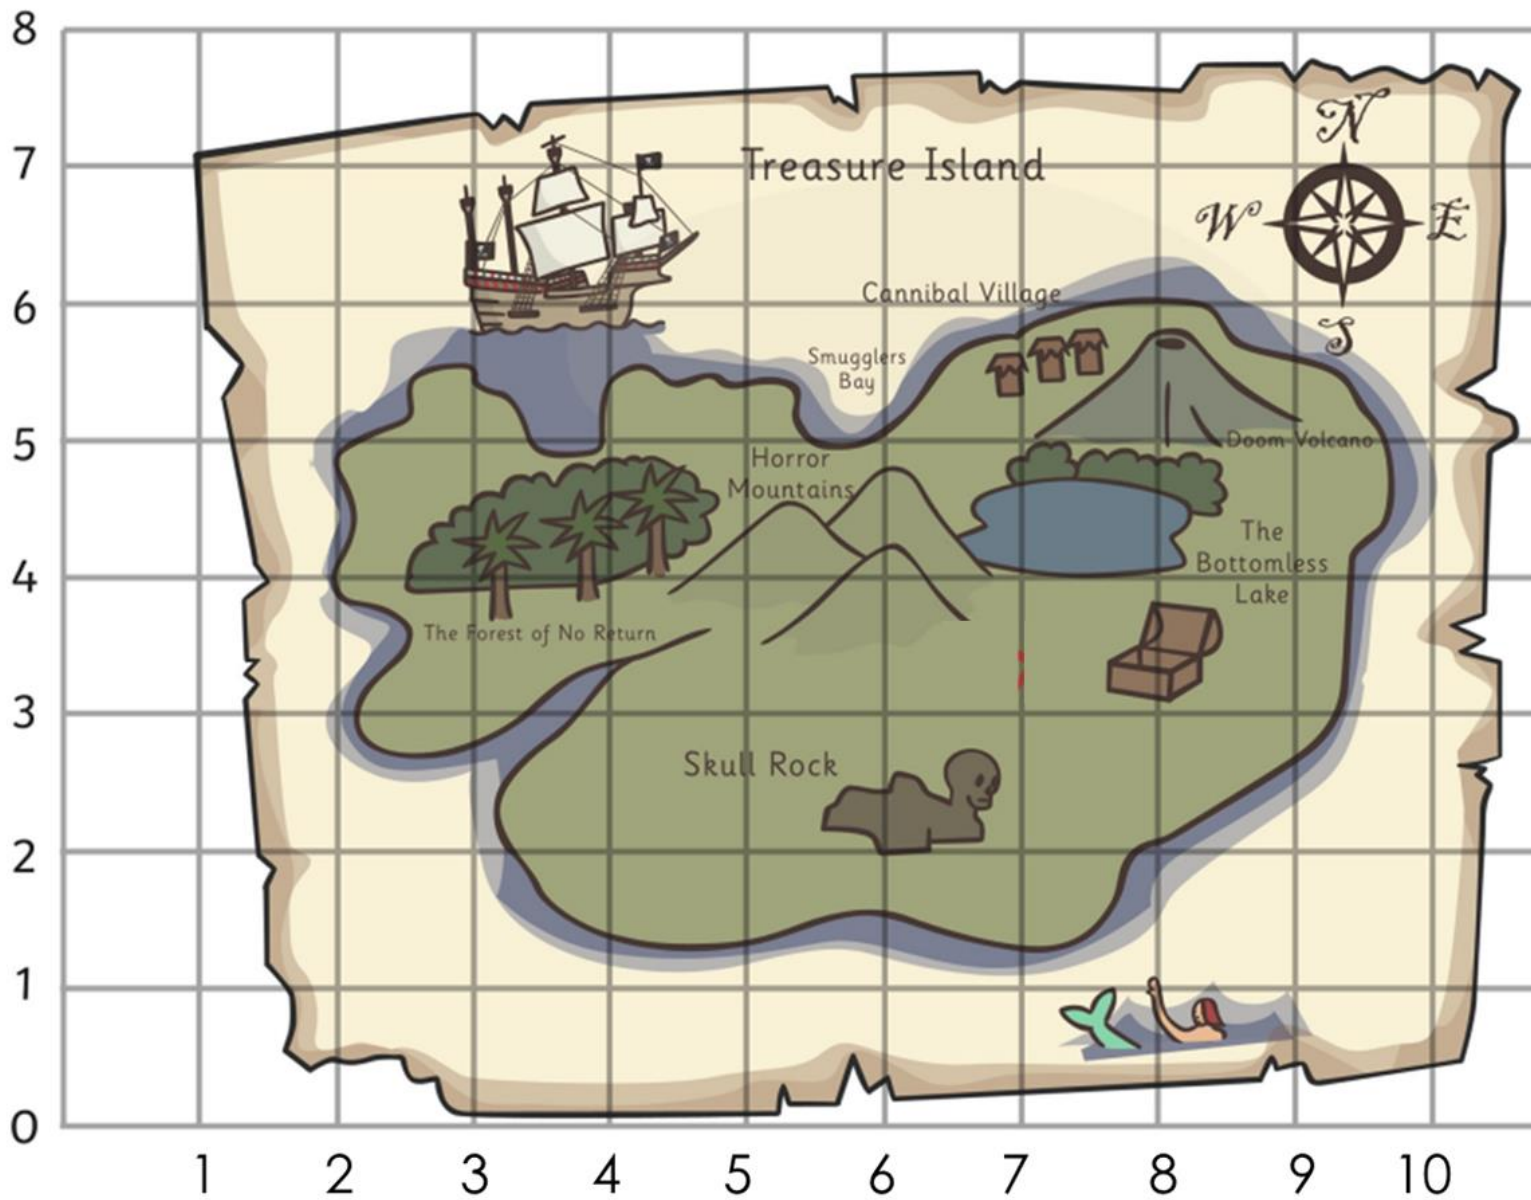 8
7
6
5
4
3
2
1
0
Treasure Island
N
W
E
S
Cannibal Village
Smugglers
Bay
Doom Volcano
Horror
Mountains
The
Bottomless
Lake
The Forest of No Return
Skull Rock
1 2 3 4 5 6 7 8 9 10